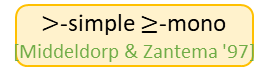 >-simple ≥-mono
[Middeldorp & Zantema '97]